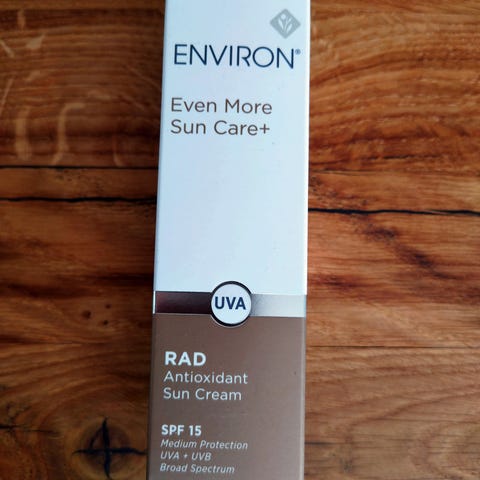 ENVIRON®
Even More
Sun Care+
UVA
RAD
Antioxidant
Sun Cream
SPF 15
Medium Protection
UVA + UVB
Broad Spectrum